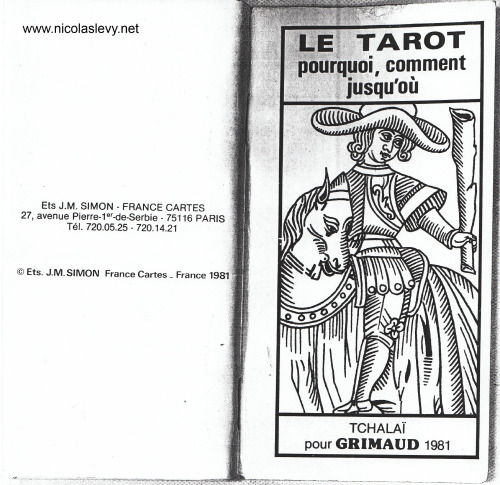 www.nicolaslevy.net
Ets J.M. SIMON - FRANCE CARTES
27, avenue Pierre-1er-de-Serbie - 75116 PARIS
Tél. 720.05.25 - 720.14.21
© Ets. J.M. SIMON France Cartes _ France 1981
LE TAROT
pourquoi, comment
jusqu'où
TCHALAÏ
pour GRIMAUD 1981